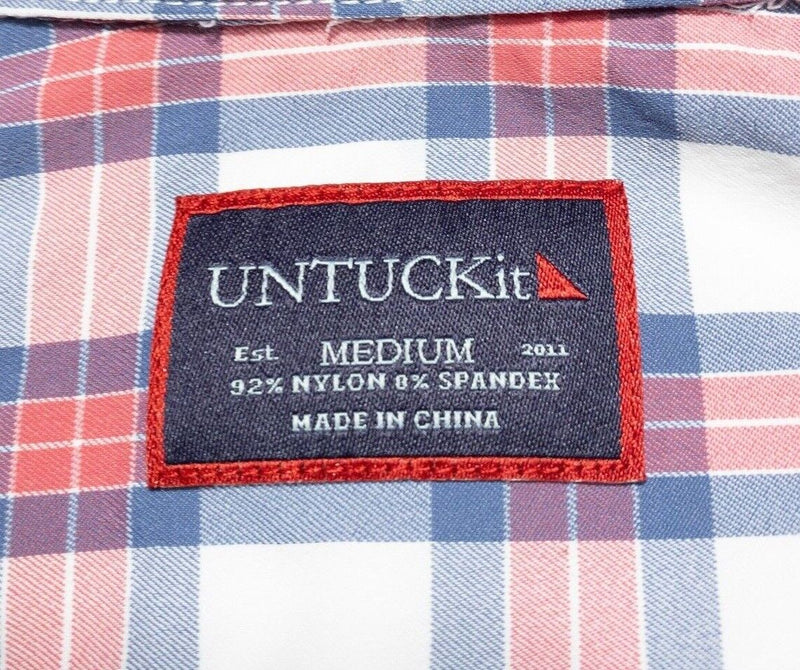 UNTUCKit
Est. MEDIUM 2011
92% NYLON 8% SPANDEX
MADE IN CHINA